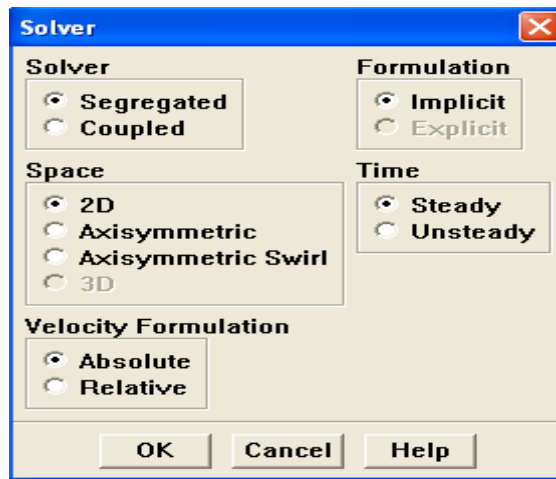 Solver
Solver
Segregated
Coupled
Formulation
Implicit
Explicit
Space
2D
Axisymmetric
Axisymmetric Swirl
3D
Time
Steady
Unsteady
Velocity Formulation
Absolute
Relative
OK Cancel Help